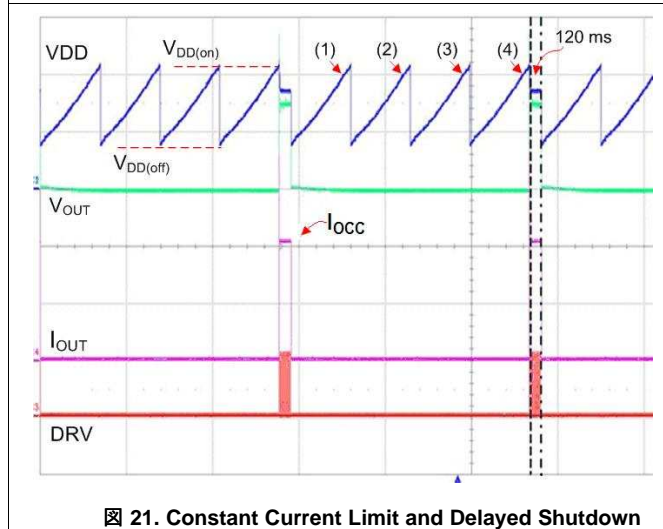 VDD
VDD(on)
(1)
(2)
(3)
(4)
120 ms
VDD(off)
VOUT
IOCC
IOUT
DRV
図 21. Constant Current Limit and Delayed Shutdown